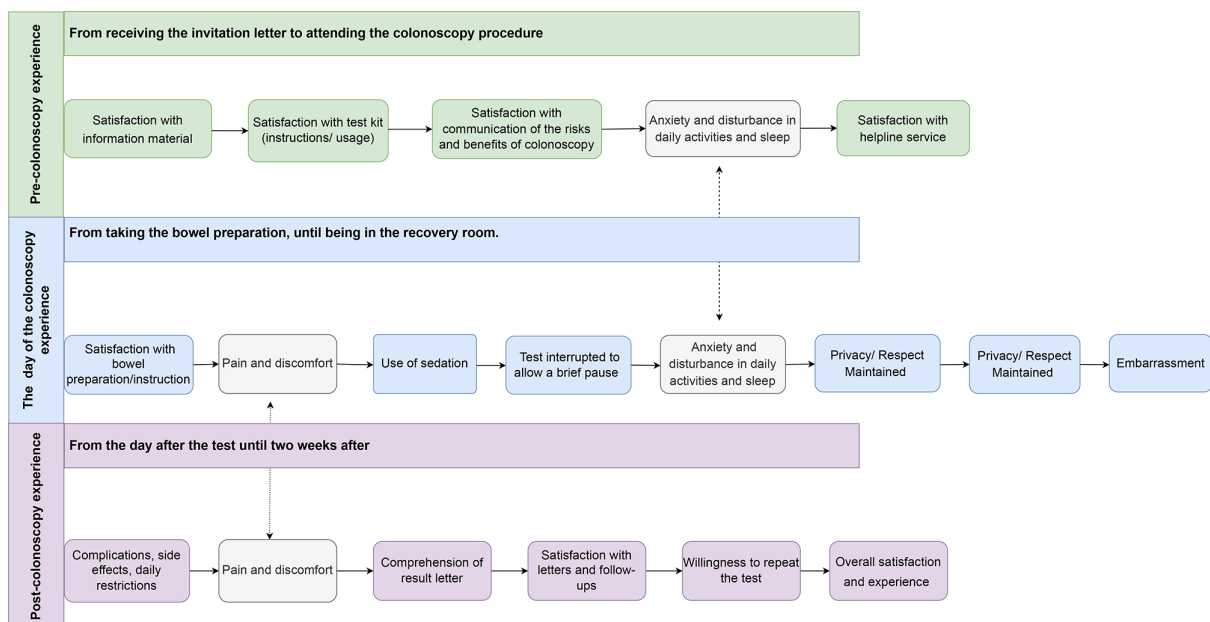 Pre-colonoscopy experience
From receiving the invitation letter to attending the colonoscopy procedure
Satisfaction with
information material
Satisfaction with test kit
(instructions/ usage)
Satisfaction with
communication of the risks
and benefits of colonoscopy
Anxiety and disturbance in
daily activities and sleep
Satisfaction with
helpline service
The day of the colonoscopy
experience
From taking the bowel preparation, until being in the recovery room.
Satisfaction with
bowel
preparation/instruction
Pain and discomfort
Use of sedation
Test interrupted to
allow a brief pause
Anxiety and
disturbance in daily
activities and sleep
Privacy/ Respect
Maintained
Privacy/ Respect
Maintained
Embarrassment
Post-colonoscopy experience
From the day after the test until two weeks after
Complications, side
effects, daily
restrictions
Pain and discomfort
Comprehension of
result letter
Satisfaction with
letters and follow-
ups
Willingness to repeat
the test
Overall satisfaction
and experience